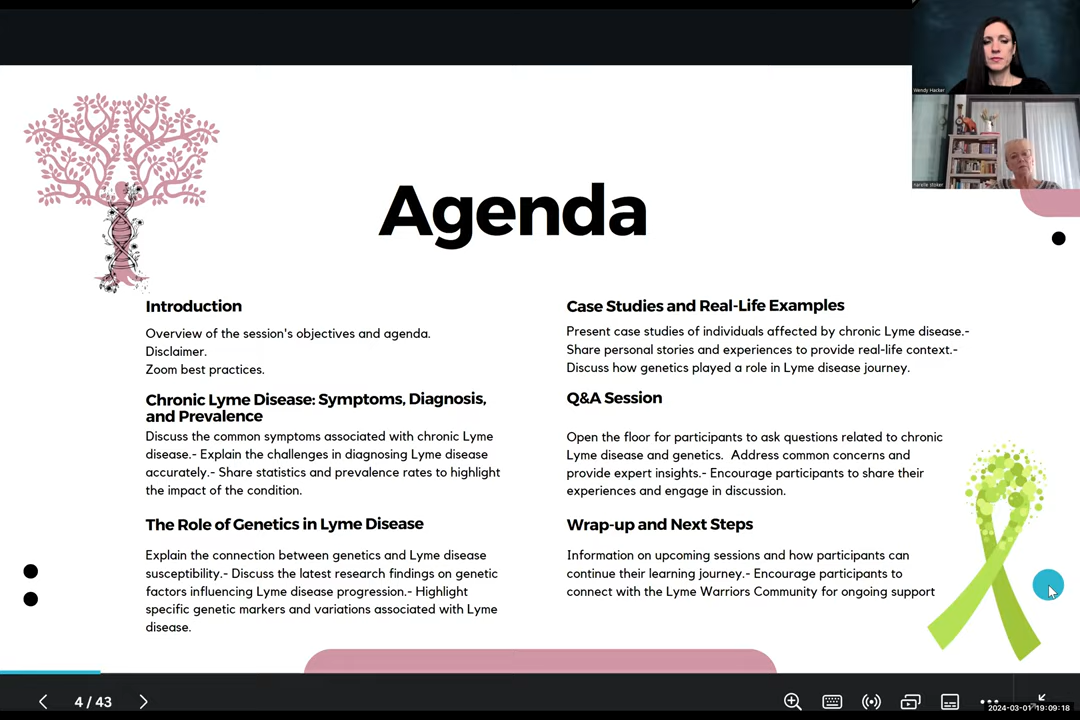 Wendy Hacker
narelle stoker
Agenda
Introduction
Overview of the session's objectives and agenda.
Disclaimer.
Zoom best practices.
Chronic Lyme Disease: Symptoms, Diagnosis,
and Prevalence
Discuss the common symptoms associated with chronic Lyme
disease.- Explain the challenges in diagnosing Lyme disease
accurately.- Share statistics and prevalence rates to highlight
the impact of the condition.
The Role of Genetics in Lyme Disease
Explain the connection between genetics and Lyme disease
susceptibility.- Discuss the latest research findings on genetic
factors influencing Lyme disease progression.- Highlight
specific genetic markers and variations associated with Lyme
disease.
Case Studies and Real-Life Examples
Present case studies of individuals affected by chronic Lyme disease.-
Share personal stories and experiences to provide real-life context.-
Discuss how genetics played a role in Lyme disease journey.
Q&A Session
Open the floor for participants to ask questions related to chronic
Lyme disease and genetics.  Address common concerns and
provide expert insights.- Encourage participants to share their
experiences and engage in discussion.
Wrap-up and Next Steps
Information on upcoming sessions and how participants can
continue their learning journey.- Encourage participants to
connect with the Lyme Warriors Community for ongoing support
4 / 43
2024-03-01 19:09:18